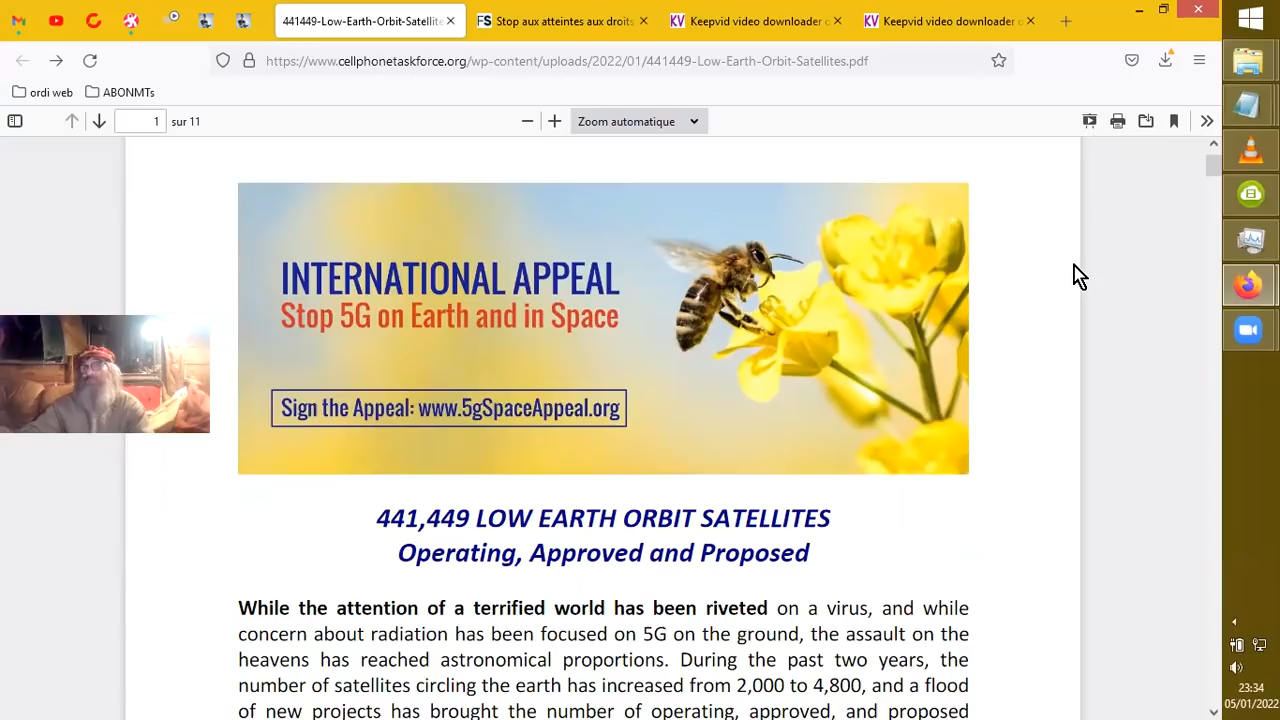 441449-Low-Earth-Orbit-Satellite
Stop aux atteintes aux droits
Keepvid video downloader o
Keepvid video downloader o
https://www.cellphonetaskforce.org/wp-content/uploads/2022/01/441449-Low-Earth-Orbit-Satellites.pdf
ordi web
ABONMTs
1 sur 11
Zoom automatique
INTERNATIONAL APPEAL
Stop 5G on Earth and in Space
Sign the Appeal: www.5gSpaceAppeal.org
441,449 LOW EARTH ORBIT SATELLITES
Operating, Approved and Proposed
While the attention of a terrified world has been riveted on a virus, and while
concern about radiation has been focused on 5G on the ground, the assault on the
heavens has reached astronomical proportions. During the past two years, the
number of satellites circling the earth has increased from 2,000 to 4,800, and a flood
of new projects has brought the number of operating, approved, and proposed
23:34
05/01/2022